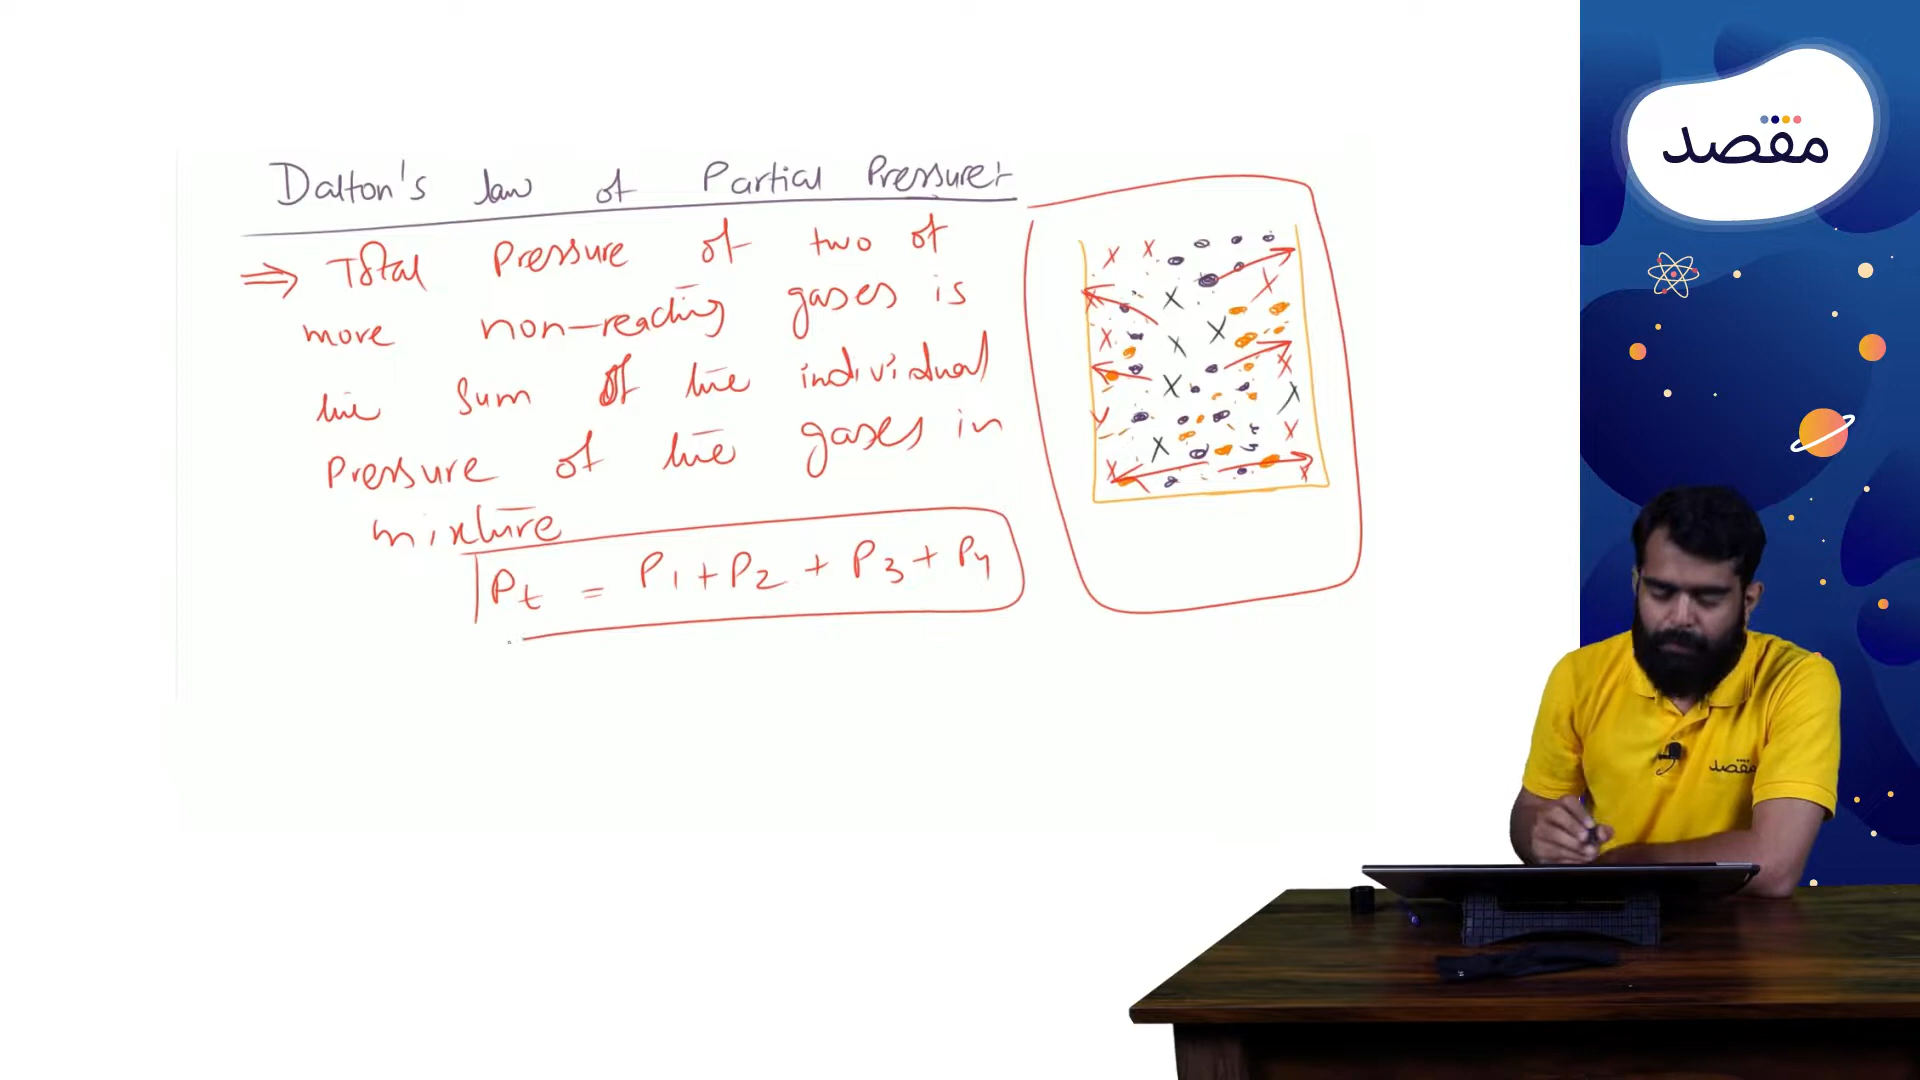 Dalton's law of Partial Pressure:
⇒ Total Pressure of two of
more non-reacting gases is
the sum of the individual
Pressure of the gases in
mixture
Pt = P1 + P2 + P3 + P4
مقصد
مقصد